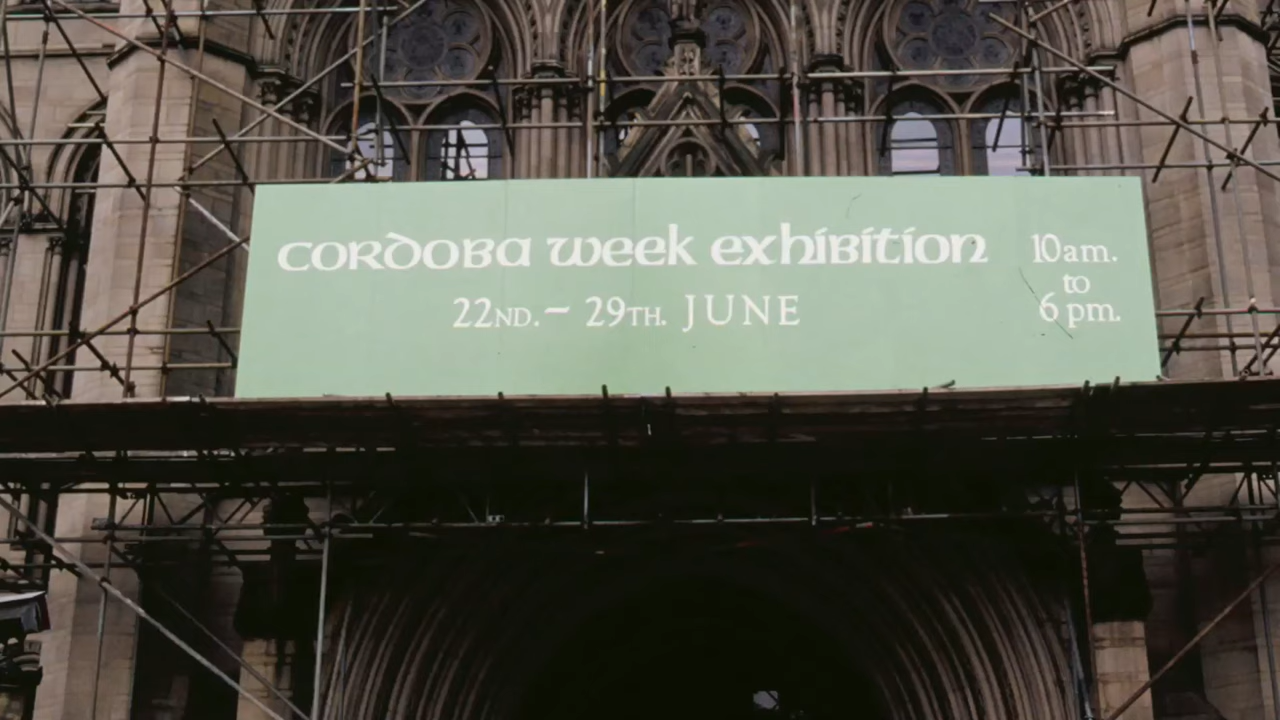 CORDOBA week exhibition
22ND. - 29TH. JUNE
10am.
to
6 pm.